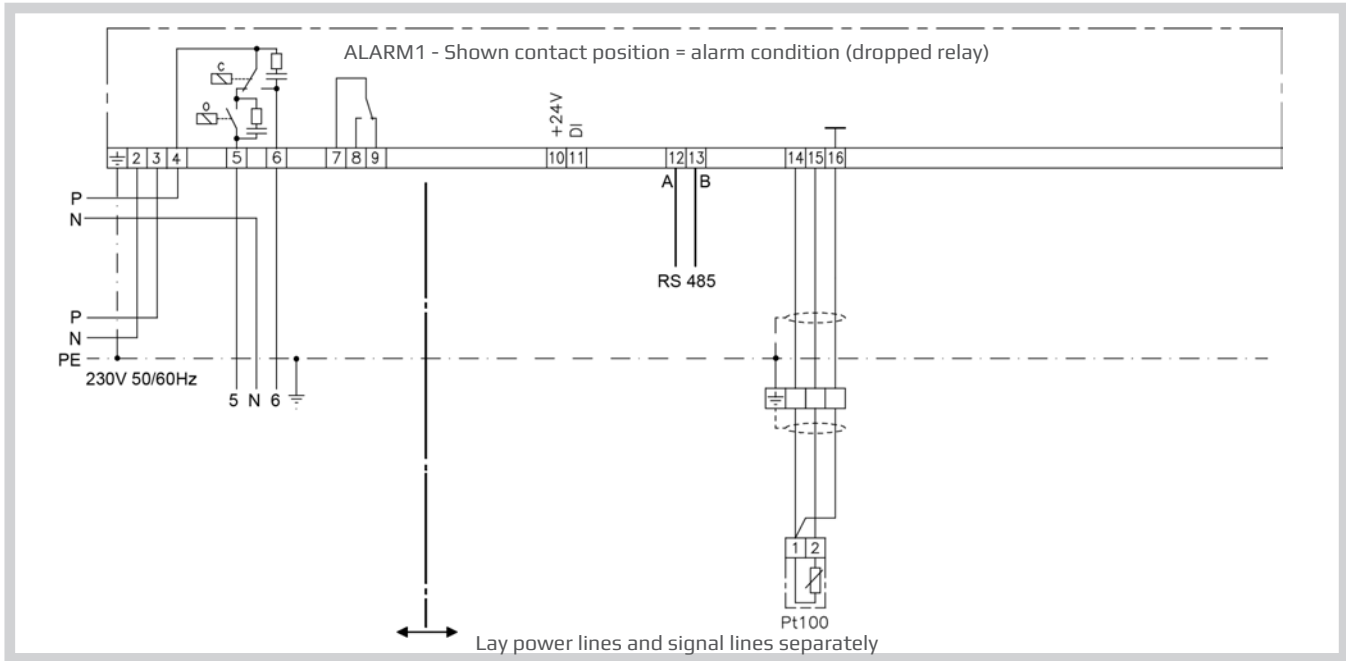 ALARM1 - Shown contact position = alarm condition (dropped relay)
C
O
+24V
DI
2 3 4 5 6 7 8 9 10 11 12 13 14 15 16
A B
P
N
RS 485
P
N
PE
230V 50/60Hz
5 N 6
1 2
Pt100
Lay power lines and signal lines separately